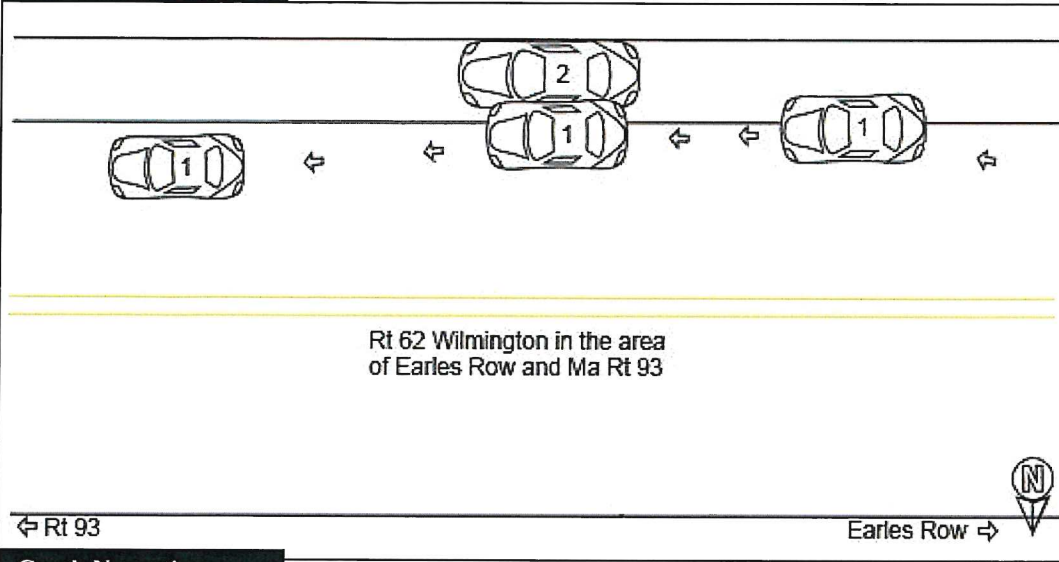 2
1
1
1
Rt 62 Wilmington in the area
of Earles Row and Ma Rt 93
N
Rt 93
Earles Row